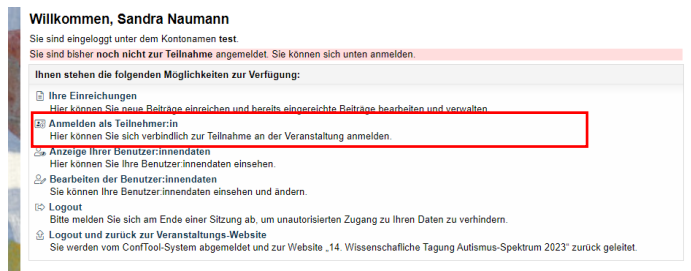 Willkommen, Sandra Naumann
Sie sind eingeloggt unter dem Kontonamen test.
Sie sind bisher noch nicht zur Teilnahme angemeldet. Sie können sich unten anmelden.
Ihnen stehen die folgenden Möglichkeiten zur Verfügung:
Ihre Einreichungen
Hier können Sie neue Beiträge einreichen und bereits eingereichte Beiträge bearbeiten und verwalten.
Anmelden als Teilnehmer:in
Hier können Sie sich verbindlich zur Teilnahme an der Veranstaltung anmelden.
Anzeige Ihrer Benutzer:innendaten
Hier können Sie Ihre Benutzer:innendaten einsehen.
Bearbeiten der Benutzer:innendaten
Sie können Ihre Benutzer:innendaten einsehen und ändern.
Logout
Bitte melden Sie sich am Ende einer Sitzung ab, um unautorisierten Zugang zu Ihren Daten zu verhindern.
Logout und zurück zur Veranstaltungs-Website
Sie werden vom ConfTool-System abgemeldet und zur Website „14. Wissenschafliche Tagung Autismus-Spektrum 2023“ zurück geleitet.